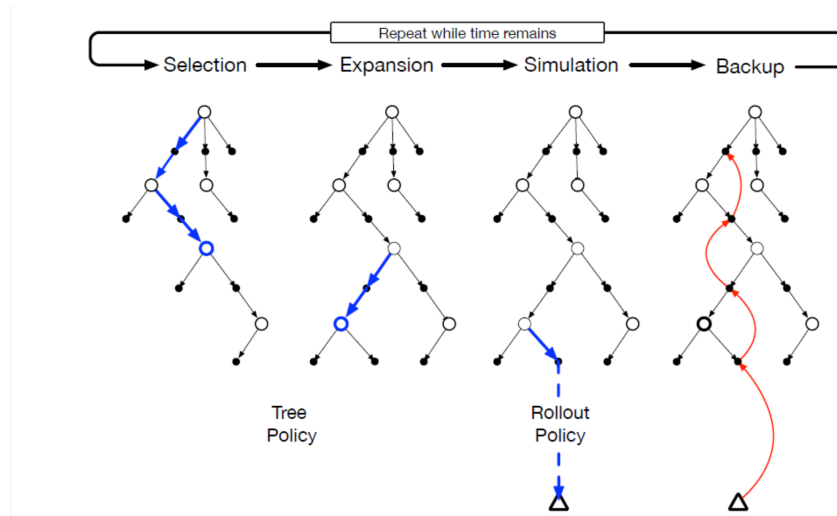 Repeat while time remains
Selection
Expansion
Simulation
Backup
Tree
Policy
Rollout
Policy